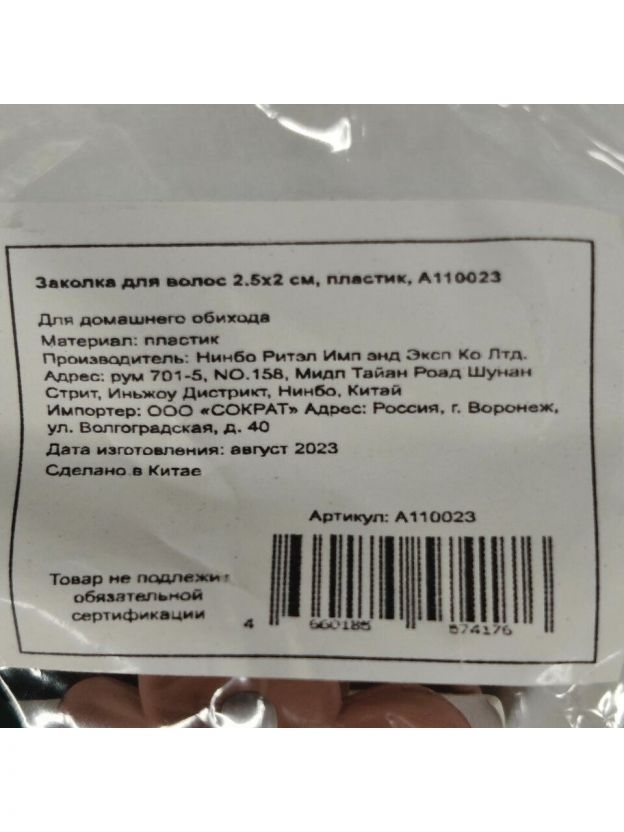 Заколка для волос 2.5х2 см, пластик, А110023
Для домашнего обихода
Материал: пластик
Производитель: Нинбо Ритэл Имп энд Эксп Ко Лтд.
Адрес: рум 701-5, NO.158, Мидл Тайан Роад Шунан
Стрит, Иньжоу Дистрикт, Нинбо, Китай
Импортер: ООО «СОКРАТ» Адрес: Россия, г. Воронеж,
ул. Волгоградская, д. 40
Дата изготовления: август 2023
Сделано в Китае
Артикул: А110023
Товар не подлежит
обязательной
сертификации
4 660185 874176